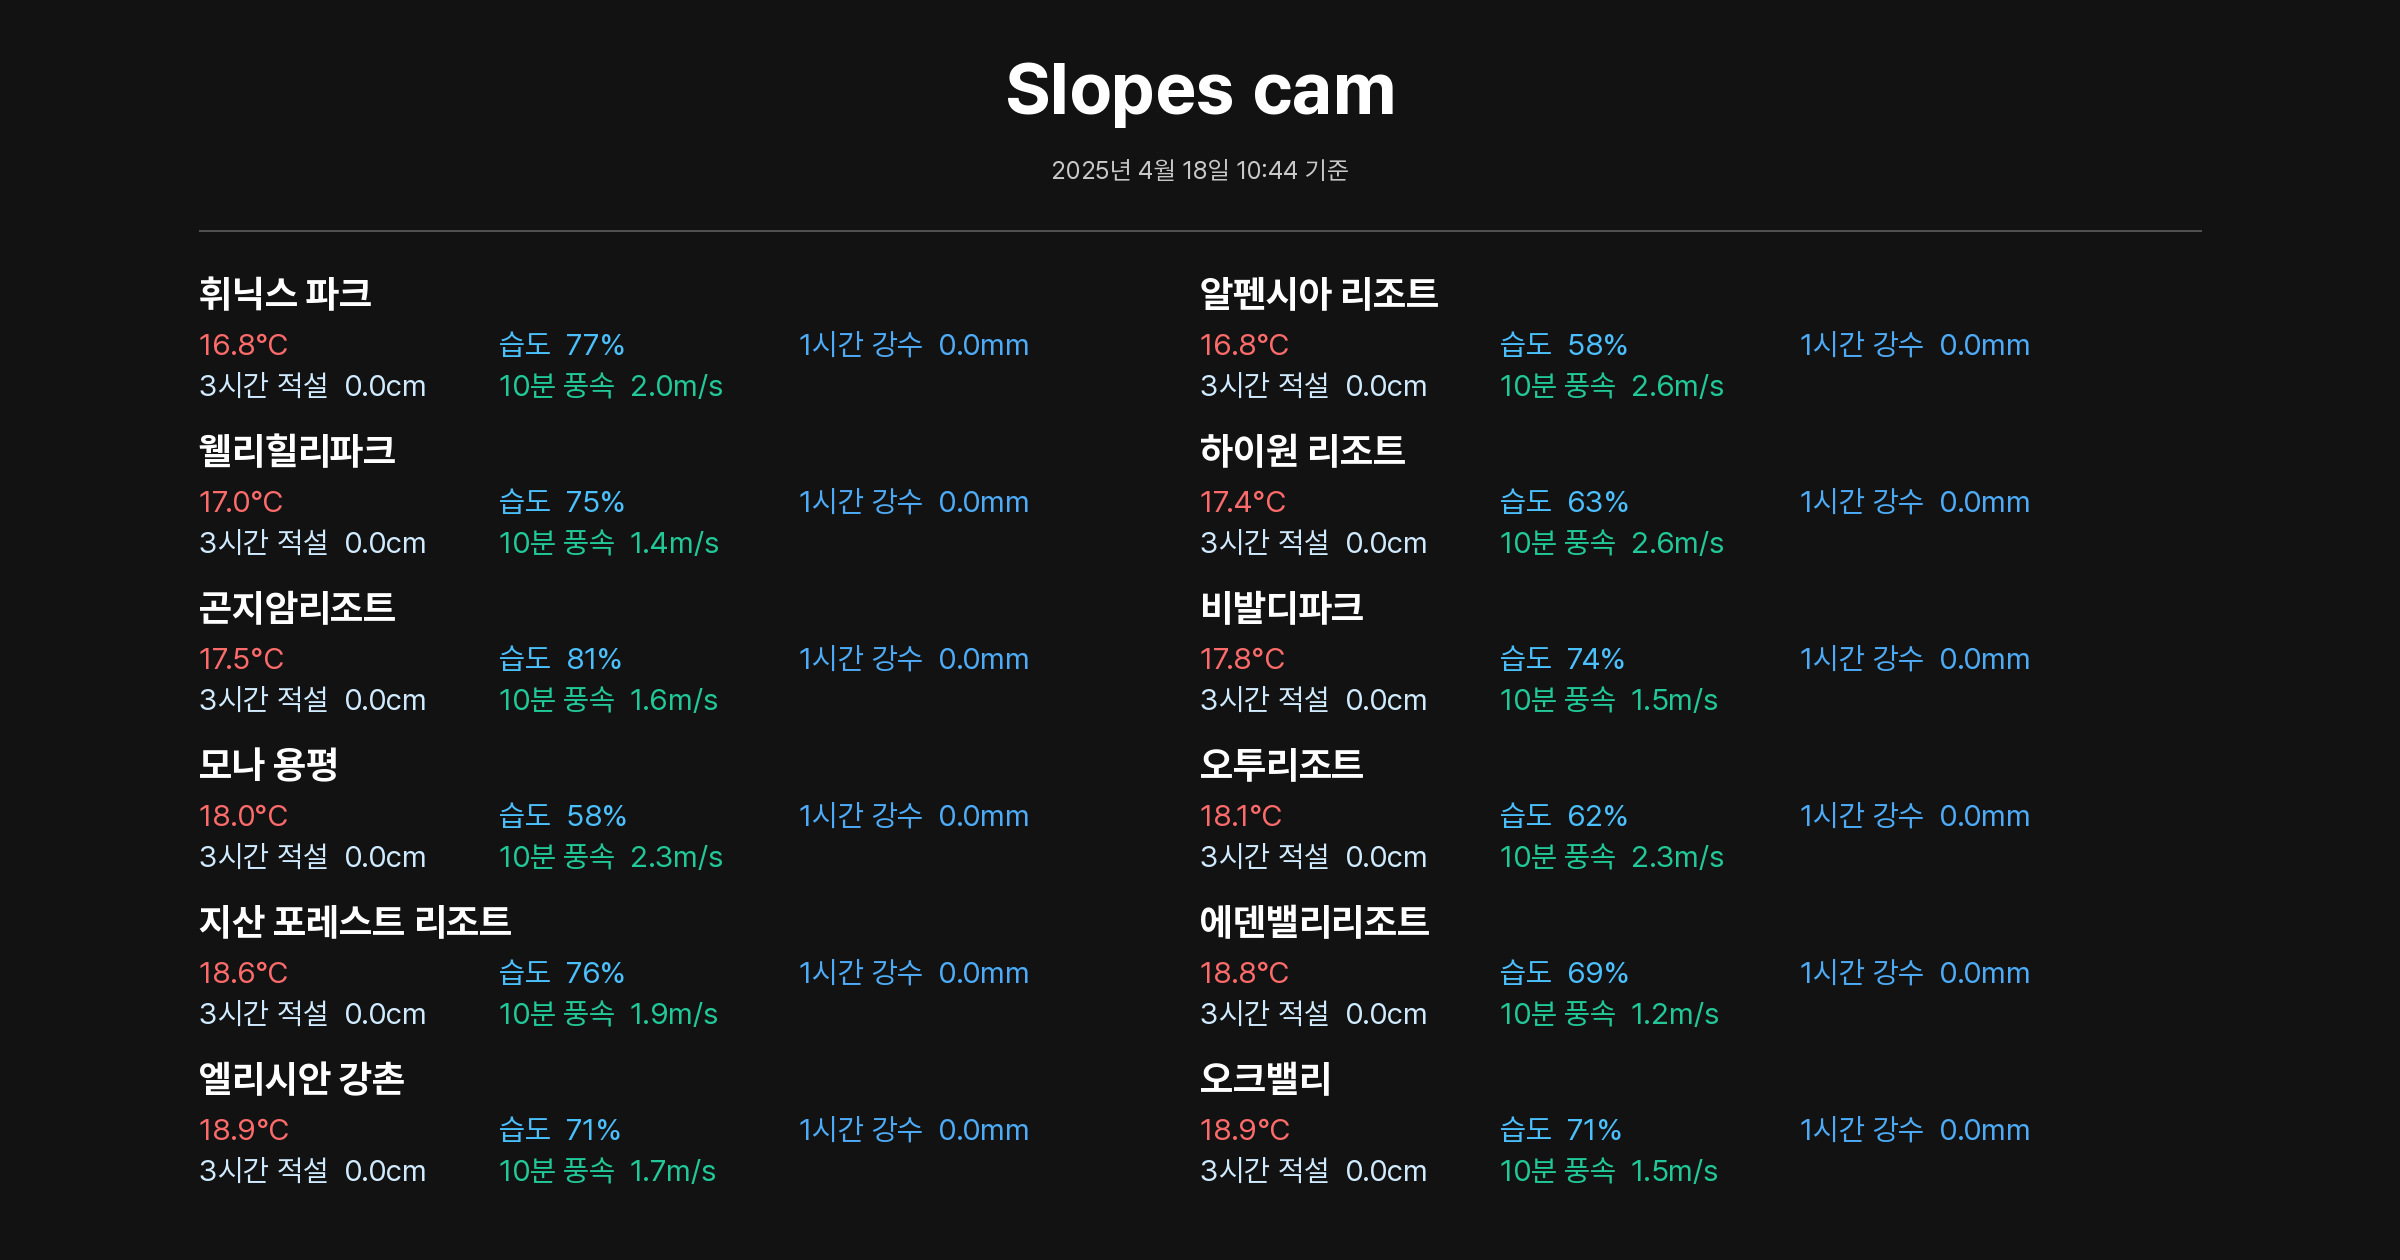 Slopes cam
2025년 4월 18일 10:44 기준
휘닉스 파크
16.8°C 습도 77% 1시간 강수 0.0mm
3시간 적설 0.0cm 10분 풍속 2.0m/s
알펜시아 리조트
16.8°C 습도 58% 1시간 강수 0.0mm
3시간 적설 0.0cm 10분 풍속 2.6m/s
웰리힐리파크
17.0°C 습도 75% 1시간 강수 0.0mm
3시간 적설 0.0cm 10분 풍속 1.4m/s
하이원 리조트
17.4°C 습도 63% 1시간 강수 0.0mm
3시간 적설 0.0cm 10분 풍속 2.6m/s
곤지암리조트
17.5°C 습도 81% 1시간 강수 0.0mm
3시간 적설 0.0cm 10분 풍속 1.6m/s
비발디파크
17.8°C 습도 74% 1시간 강수 0.0mm
3시간 적설 0.0cm 10분 풍속 1.5m/s
모나 용평
18.0°C 습도 58% 1시간 강수 0.0mm
3시간 적설 0.0cm 10분 풍속 2.3m/s
오투리조트
18.1°C 습도 62% 1시간 강수 0.0mm
3시간 적설 0.0cm 10분 풍속 2.3m/s
지산 포레스트 리조트
18.6°C 습도 76% 1시간 강수 0.0mm
3시간 적설 0.0cm 10분 풍속 1.9m/s
에덴밸리리조트
18.8°C 습도 69% 1시간 강수 0.0mm
3시간 적설 0.0cm 10분 풍속 1.2m/s
엘리시안 강촌
18.9°C 습도 71% 1시간 강수 0.0mm
3시간 적설 0.0cm 10분 풍속 1.7m/s
오크밸리
18.9°C 습도 71% 1시간 강수 0.0mm
3시간 적설 0.0cm 10분 풍속 1.5m/s